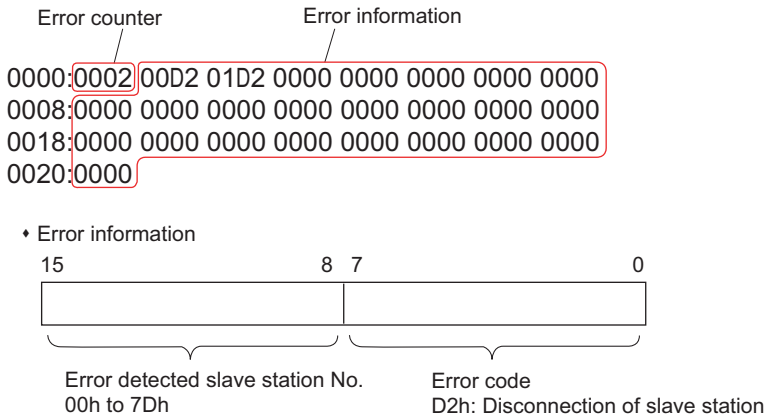 Error counter Error information
0000:0002 00D2 01D2 0000 0000 0000 0000 0000
0008:0000 0000 0000 0000 0000 0000 0000 0000
0018:0000 0000 0000 0000 0000 0000 0000 0000
0020:0000
♦ Error information
15 8 7 0
Error detected slave station No. Error code
00h to 7Dh D2h: Disconnection of slave station